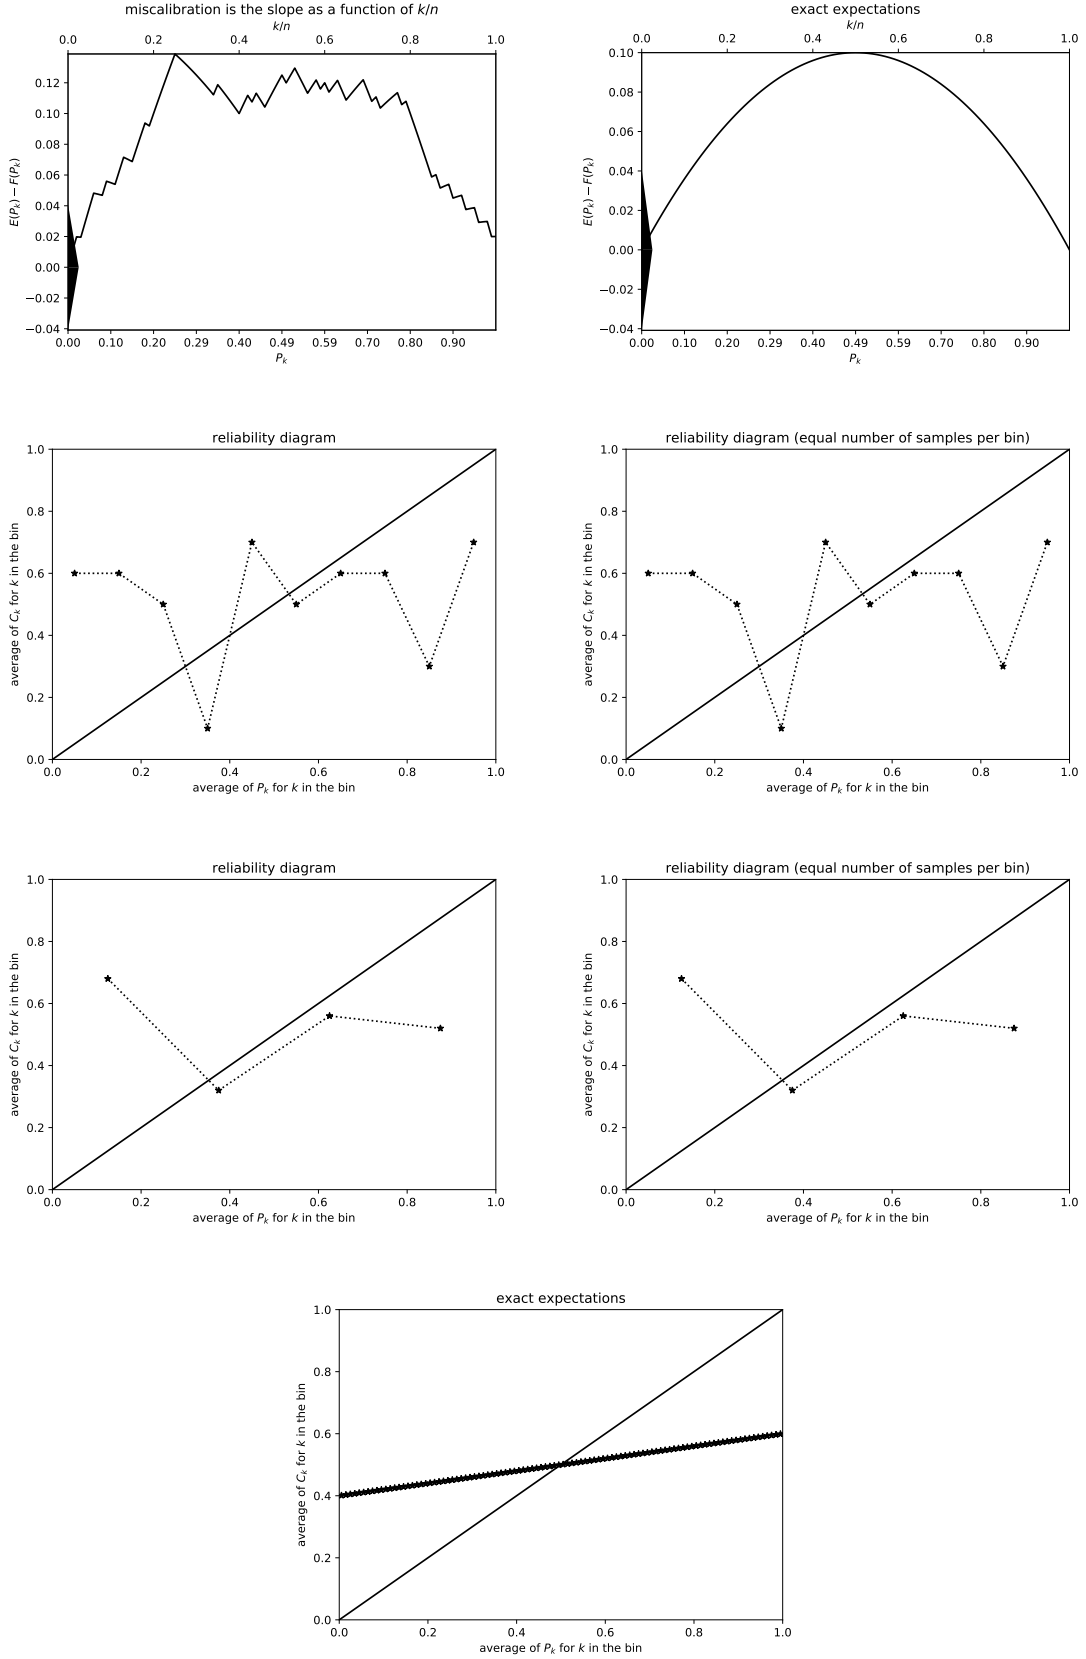 miscalibration is the slope as a function of k/n
k/n
0.0 0.2 0.4 0.6 0.8 1.0
0.12
0.10
0.08
0.06
0.04
0.02
0.00
−0.02
−0.04
E(P_k) − F(P_k)
0.00 0.10 0.20 0.29 0.40 0.49 0.59 0.70 0.80 0.90
P_k
exact expectations
k/n
0.0 0.2 0.4 0.6 0.8 1.0
0.10
0.08
0.06
0.04
0.02
0.00
−0.02
−0.04
E(P_k) − F(P_k)
0.00 0.10 0.20 0.29 0.40 0.49 0.59 0.70 0.80 0.90
P_k
reliability diagram
1.0
0.8
0.6
0.4
0.2
0.0
average of C_k for k in the bin
0.0 0.2 0.4 0.6 0.8 1.0
average of P_k for k in the bin
reliability diagram (equal number of samples per bin)
1.0
0.8
0.6
0.4
0.2
0.0
average of C_k for k in the bin
0.0 0.2 0.4 0.6 0.8 1.0
average of P_k for k in the bin
reliability diagram
1.0
0.8
0.6
0.4
0.2
0.0
average of C_k for k in the bin
0.0 0.2 0.4 0.6 0.8 1.0
average of P_k for k in the bin
reliability diagram (equal number of samples per bin)
1.0
0.8
0.6
0.4
0.2
0.0
average of C_k for k in the bin
0.0 0.2 0.4 0.6 0.8 1.0
average of P_k for k in the bin
exact expectations
1.0
0.8
0.6
0.4
0.2
0.0
average of C_k for k in the bin
0.0 0.2 0.4 0.6 0.8 1.0
average of P_k for k in the bin